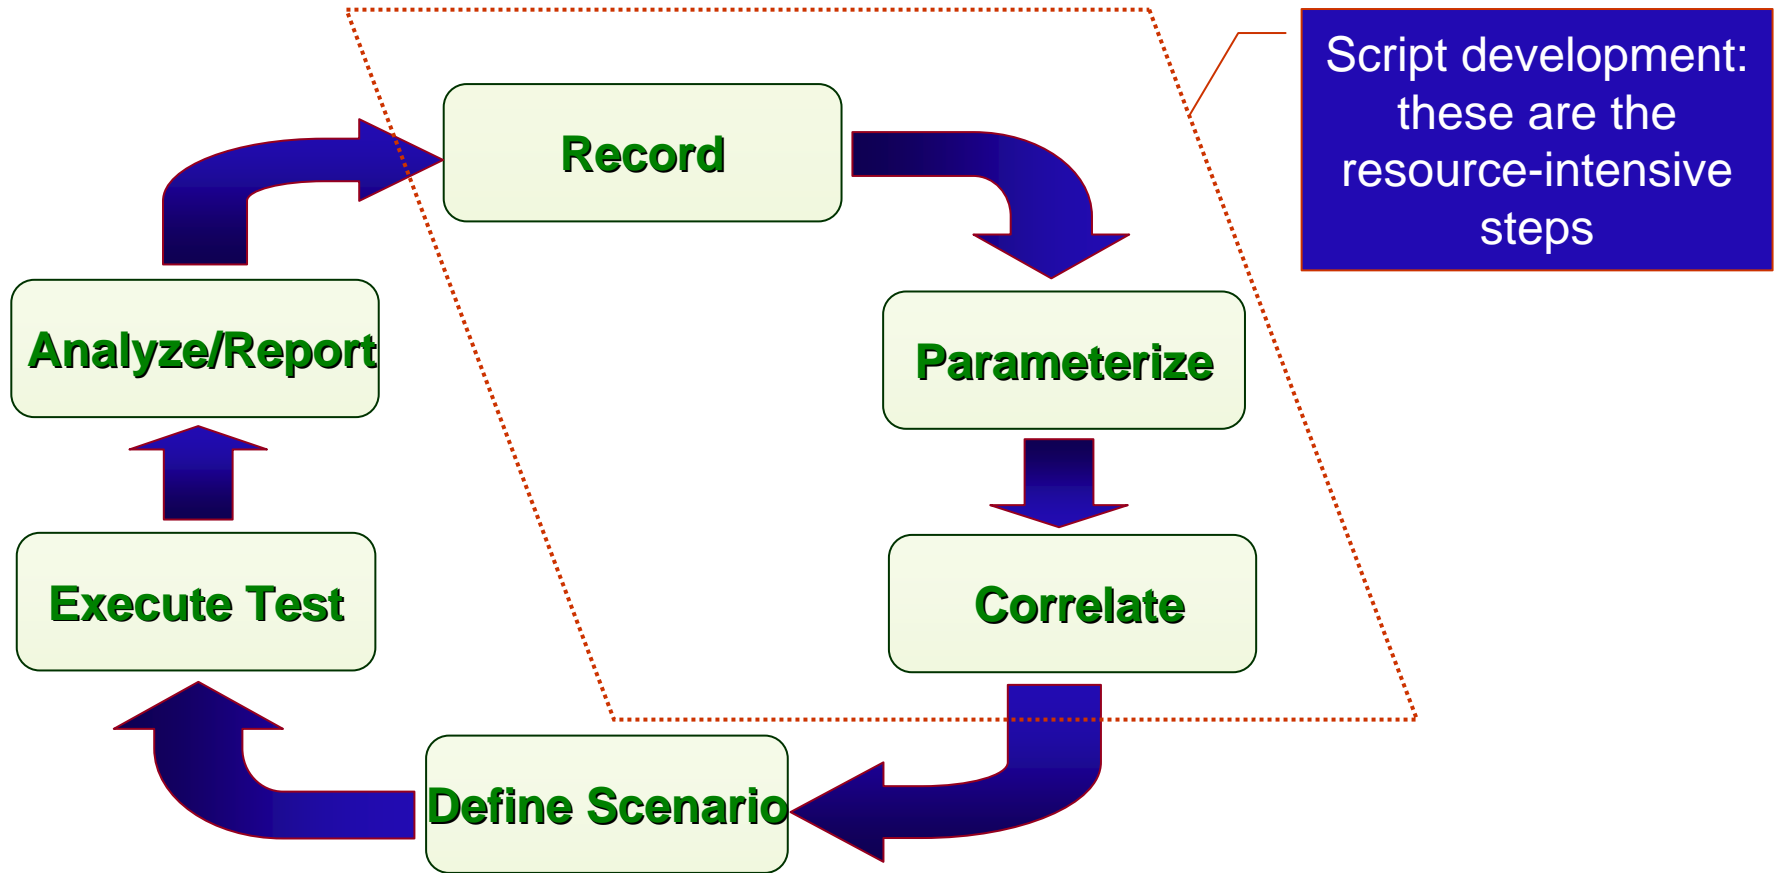 Script development:
these are the
resource-intensive
steps
Record
Parameterize
Correlate
Define Scenario
Execute Test
Analyze/Report